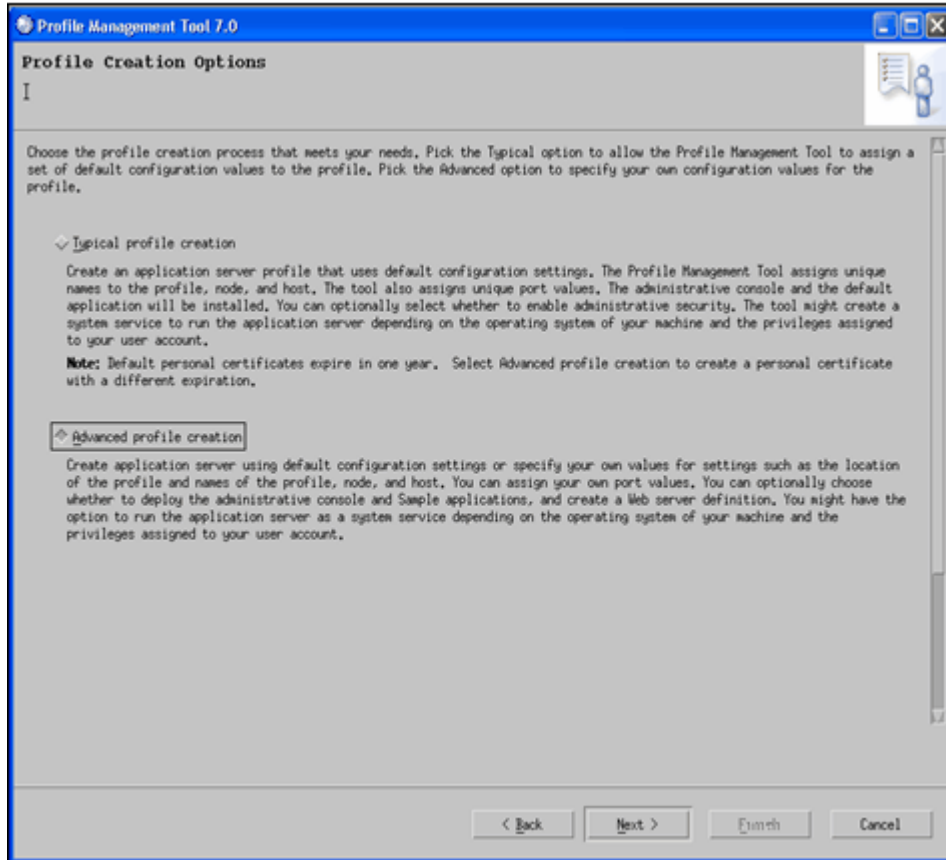 Profile Management Tool 7.0
Profile Creation Options
Choose the profile creation process that meets your needs. Pick the Typical option to allow the Profile Management Tool to assign a
set of default configuration values to the profile. Pick the Advanced option to specify your own configuration values for the
profile.
Typical profile creation
Create an application server profile that uses default configuration settings. The Profile Management Tool assigns unique
names to the profile, node, and host. The tool also assigns unique port values. The administrative console and the default
application will be installed. You can optionally select whether to enable administrative security. The tool might create a
system service to run the application server depending on the operating system of your machine and the privileges assigned
to your user account.
Note: Default personal certificates expire in one year. Select Advanced profile creation to create a personal certificate
with a different expiration.
Advanced profile creation
Create application server using default configuration settings or specify your own values for settings such as the location
of the profile and names of the profile, node, and host. You can assign your own port values. You can optionally choose
whether to deploy the administrative console and Sample applications, and create a Web server definition. You might have the
option to run the application server as a system service depending on the operating system of your machine and the
privileges assigned to your user account.
< Back
Next >
Finish
Cancel